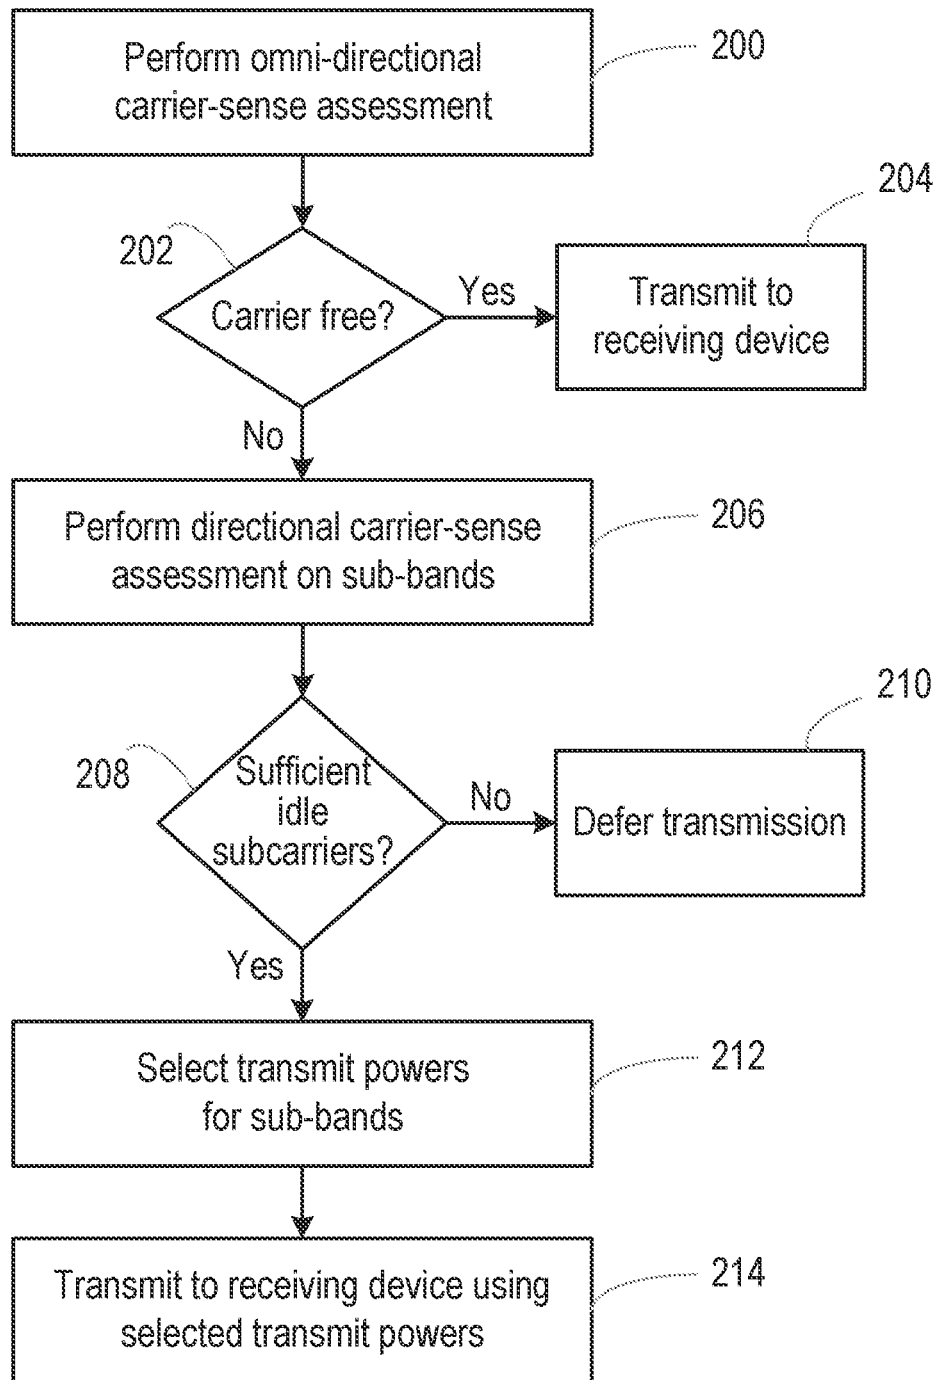 Perform omni-directional
carrier-sense assessment
200
204
202
Carrier free?
Yes
Transmit to
receiving device
No
Perform directional carrier-sense
assessment on sub-bands
206
210
208
Sufficient
idle
subcarriers?
No
Defer transmission
Yes
Select transmit powers
for sub-bands
212
Transmit to receiving device using
selected transmit powers
214